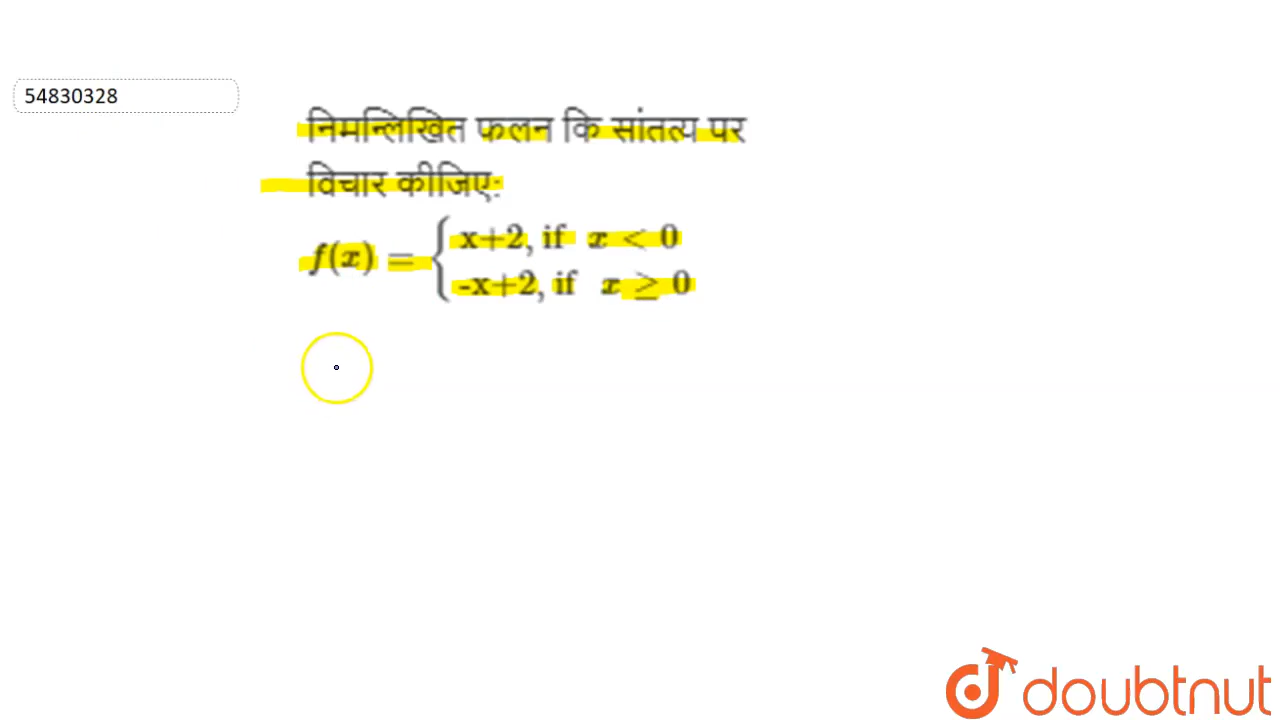 54830328
निमन्लिखित फलन कि सांतत्य पर
विचार कीजिए:
f(x) = { x+2, if x < 0
-x+2, if x ≥ 0
doubtnut